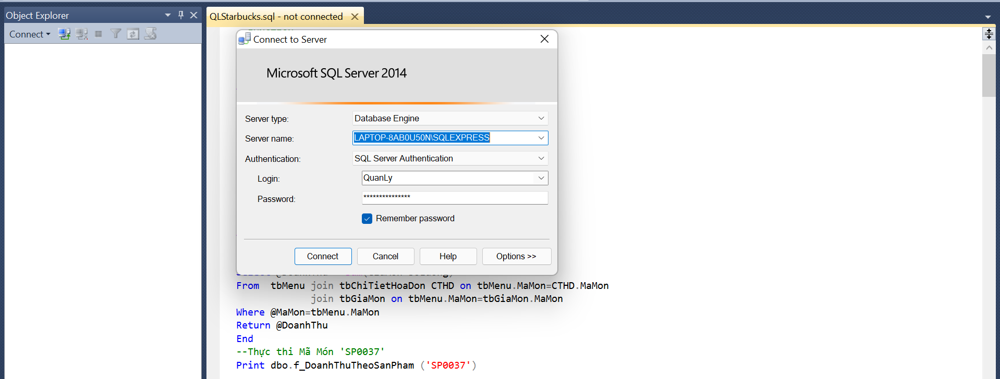 Object Explorer
QLStarbucks.sql - not connected
Connect
Connect to Server
Microsoft SQL Server 2014
Server type:
Database Engine
Server name:
LAPTOP-8AB0U50N\SQLEXPRESS
Authentication:
SQL Server Authentication
Login:
QuanLy
Password:
***************
Remember password
Connect
Cancel
Help
Options >>
From tbMenu join tbChiTietHoaDon CTHD on tbMenu.MaMon=CTHD.MaMon
join tbGiaMon on tbMenu.MaMon=tbGiaMon.MaMon
Where @MaMon=tbMenu.MaMon
Return @DoanhThu
End
--Thực thi Mã Món 'SP0037'
Print dbo.f_DoanhThuTheoSanPham ('SP0037')